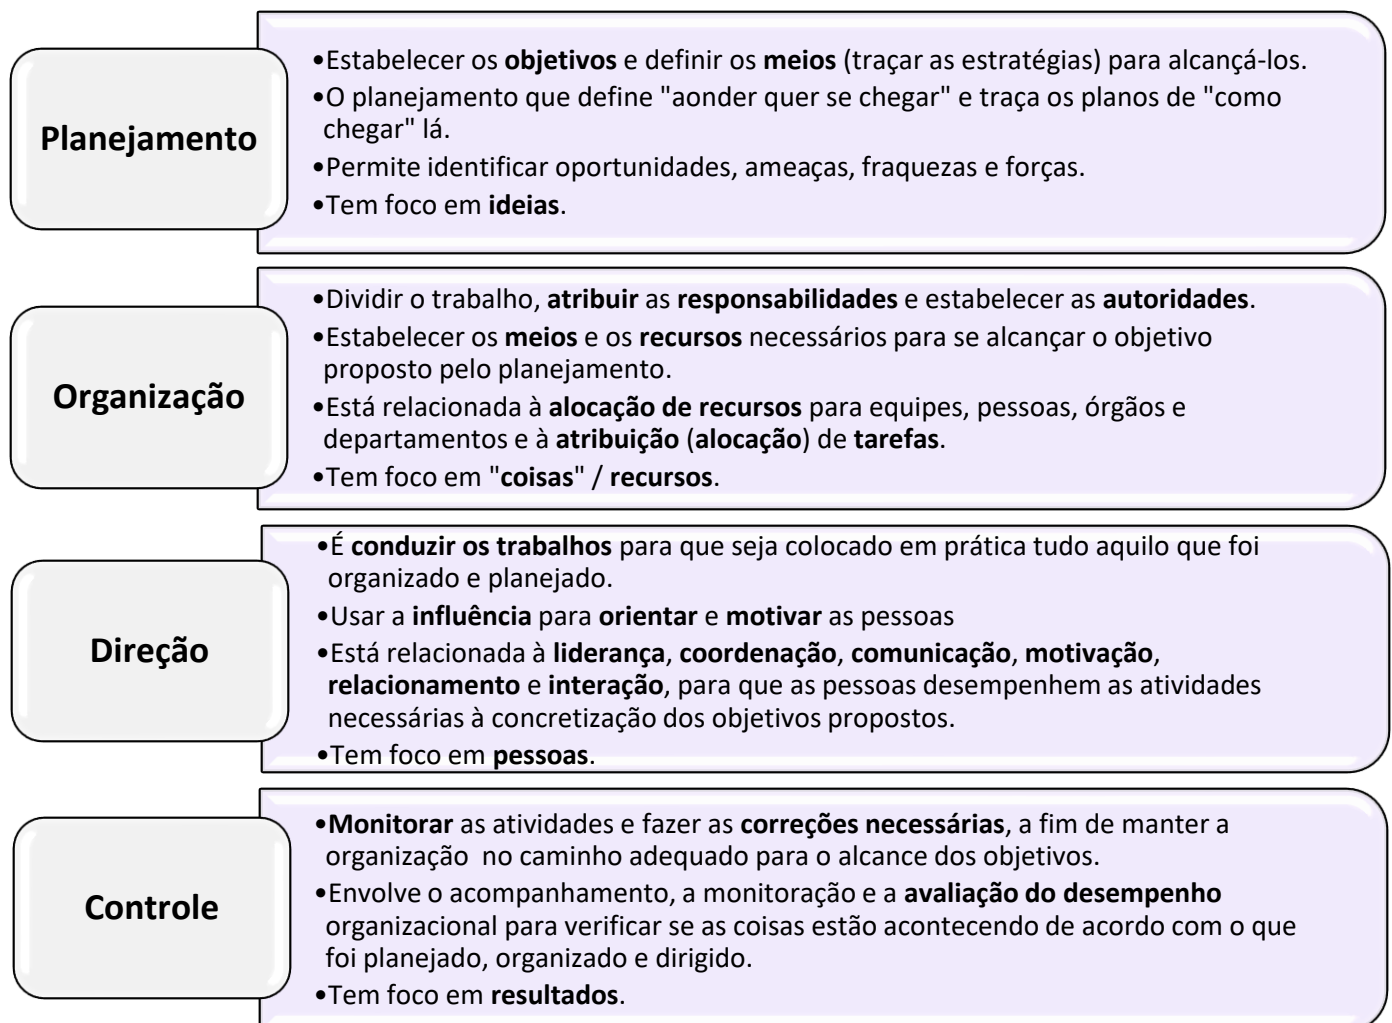 Planejamento
•Estabelecer os objetivos e definir os meios (traçar as estratégias) para alcançá-los.
•O planejamento que define "aonder quer se chegar" e traça os planos de "como
chegar" lá.
•Permite identificar oportunidades, ameaças, fraquezas e forças.
•Tem foco em ideias.
Organização
•Dividir o trabalho, atribuir as responsabilidades e estabelecer as autoridades.
•Estabelecer os meios e os recursos necessários para se alcançar o objetivo
proposto pelo planejamento.
•Está relacionada à alocação de recursos para equipes, pessoas, órgãos e
departamentos e à atribuição (alocação) de tarefas.
•Tem foco em "coisas" / recursos.
Direção
•É conduzir os trabalhos para que seja colocado em prática tudo aquilo que foi
organizado e planejado.
•Usar a influência para orientar e motivar as pessoas
•Está relacionada à liderança, coordenação, comunicação, motivação,
relacionamento e interação, para que as pessoas desempenhem as atividades
necessárias à concretização dos objetivos propostos.
•Tem foco em pessoas.
Controle
•Monitorar as atividades e fazer as correções necessárias, a fim de manter a
organização  no caminho adequado para o alcance dos objetivos.
•Envolve o acompanhamento, a monitoração e a avaliação do desempenho
organizacional para verificar se as coisas estão acontecendo de acordo com o que
foi planejado, organizado e dirigido.
•Tem foco em resultados.